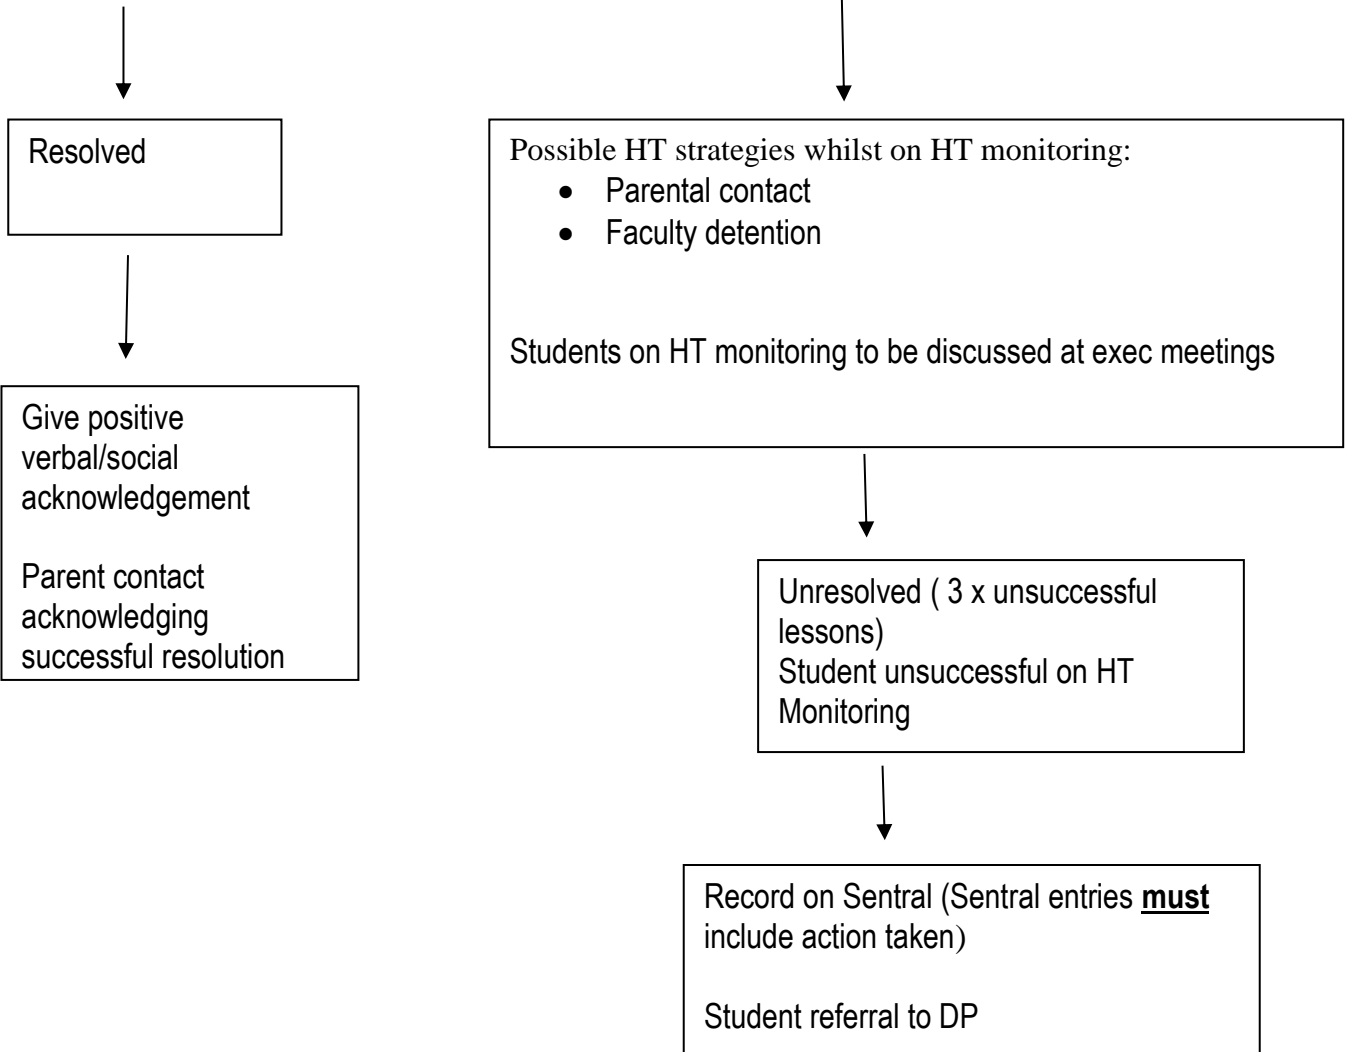 Resolved
Possible HT strategies whilst on HT monitoring:
• Parental contact
• Faculty detention
Students on HT monitoring to be discussed at exec meetings
Give positive
verbal/social
acknowledgement
Parent contact
acknowledging
successful resolution
Unresolved ( 3 x unsuccessful
lessons)
Student unsuccessful on HT
Monitoring
Record on Sentral (Sentral entries must
include action taken)
Student referral to DP